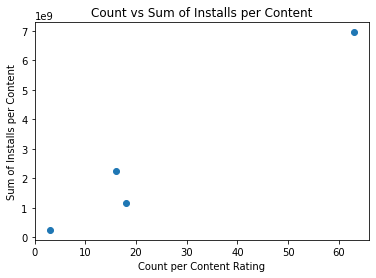 Count vs Sum of Installs per Content
1e9
7
6
5
4
3
2
1
0
Sum of Installs per Content
0 10 20 30 40 50 60
Count per Content Rating